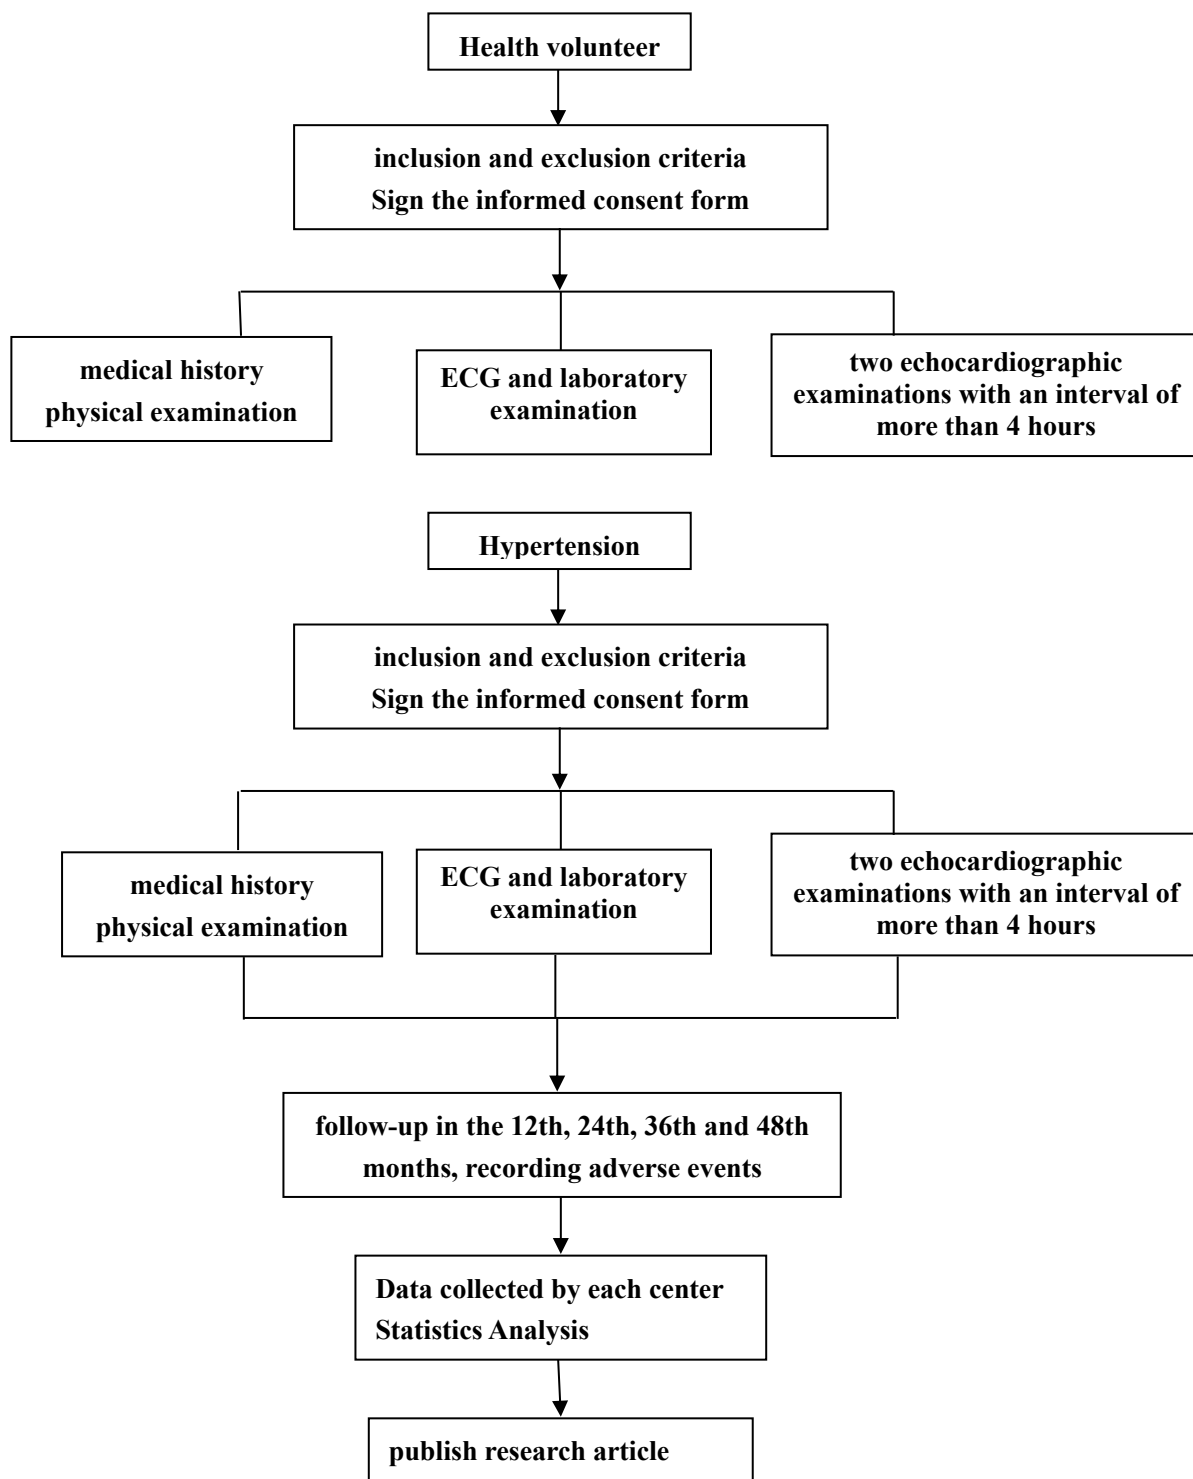 Health volunteer
inclusion and exclusion criteria
Sign the informed consent form
medical history
physical examination
ECG and laboratory
examination
two echocardiographic
examinations with an interval of
more than 4 hours
Hypertension
inclusion and exclusion criteria
Sign the informed consent form
medical history
physical examination
ECG and laboratory
examination
two echocardiographic
examinations with an interval of
more than 4 hours
follow-up in the 12th, 24th, 36th and 48th
months, recording adverse events
Data collected by each center
Statistics Analysis
publish research article